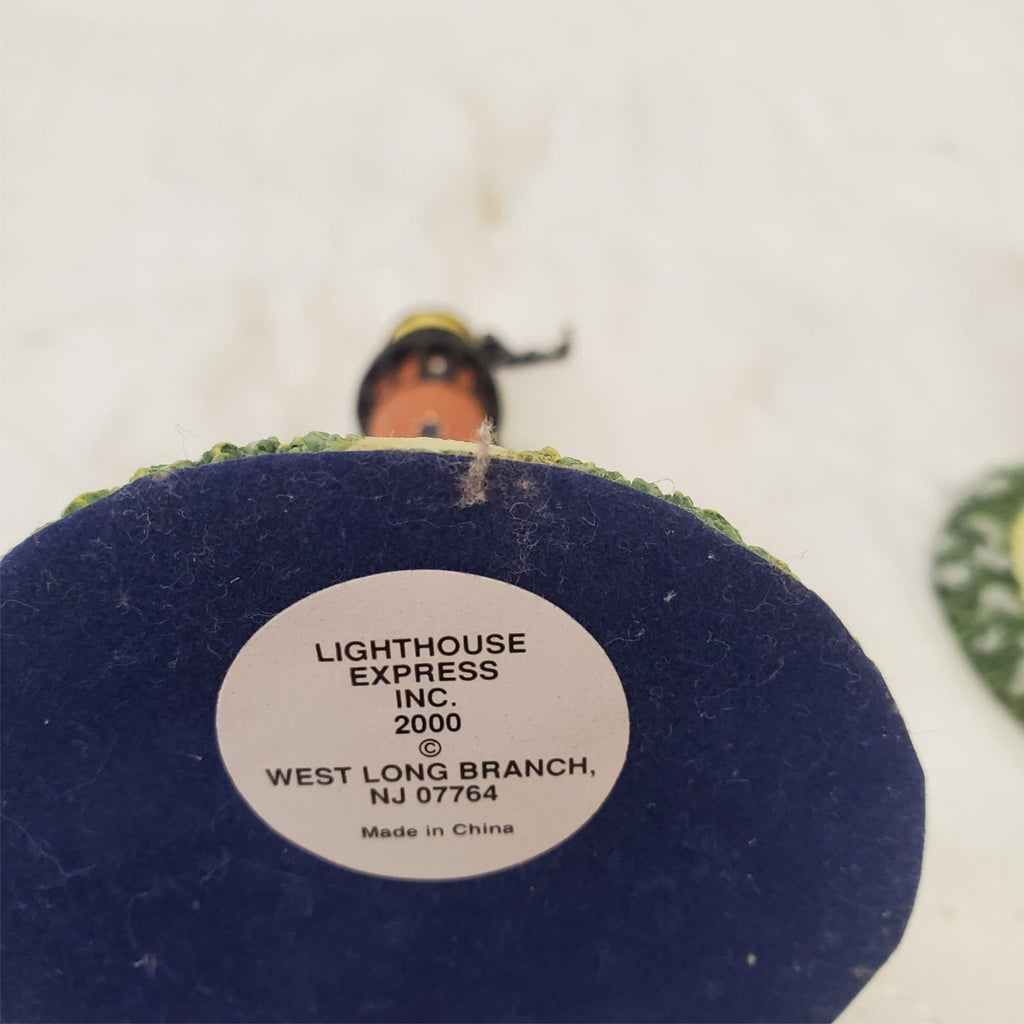 LIGHTHOUSE
EXPRESS
INC.
2000
©
WEST LONG BRANCH,
NJ 07764
Made in China